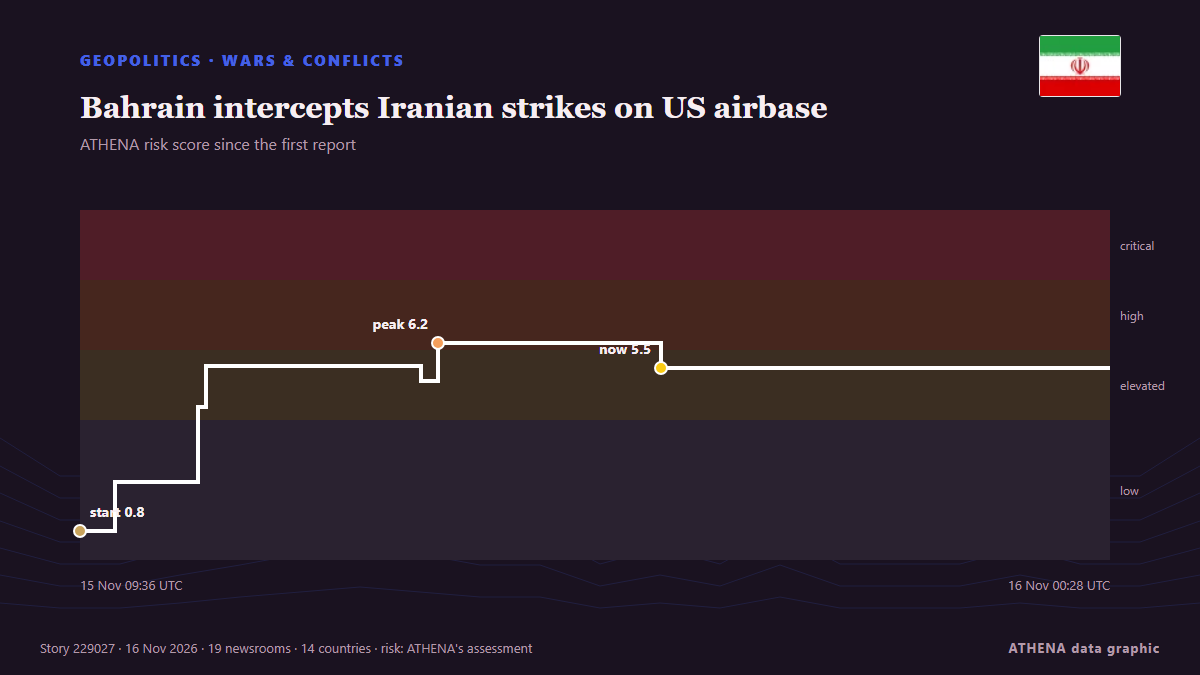 GEOPOLITICS · WARS & CONFLICTS
Bahrain intercepts Iranian strikes on US airbase
ATHENA risk score since the first report
critical
high
peak 6.2
now 5.5
elevated
low
start 0.8
15 Nov 09:36 UTC
16 Nov 00:28 UTC
Story 229027 · 16 Nov 2026 · 19 newsrooms · 14 countries · risk: ATHENA's assessment
ATHENA data graphic